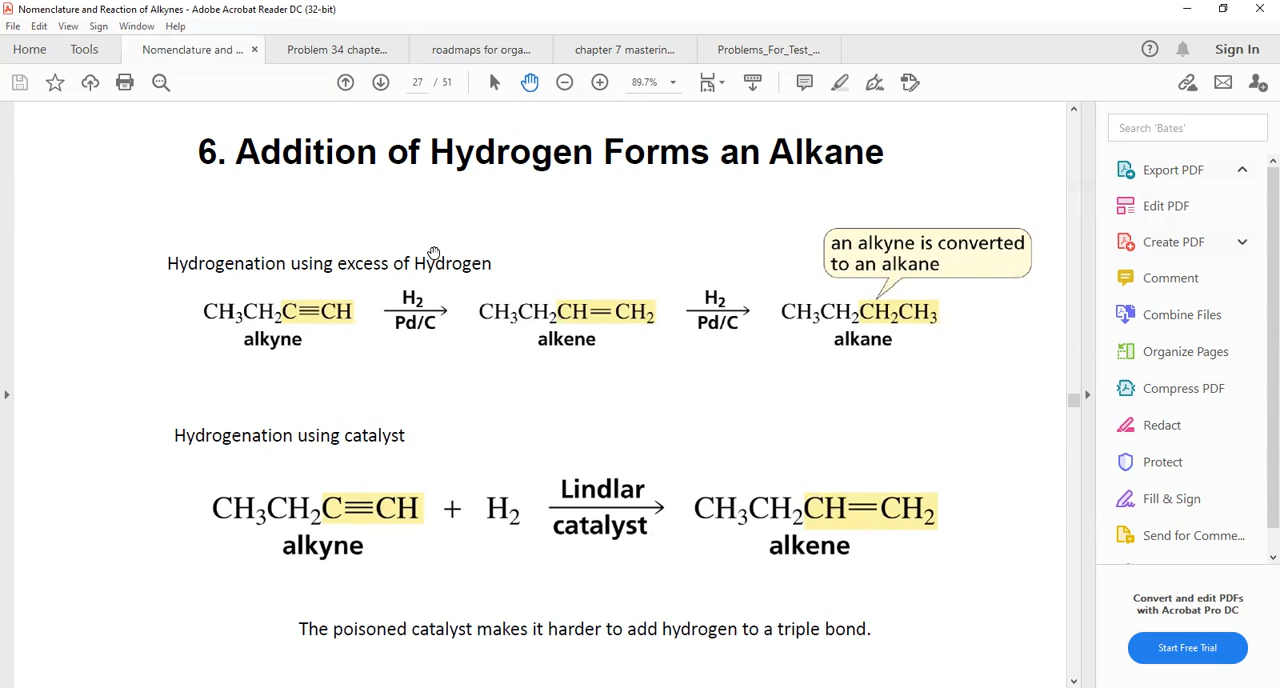 Nomenclature and Reaction of Alkynes - Adobe Acrobat Reader DC (32-bit)
File Edit View Sign Window Help
Home Tools Nomenclature and ... × Problem 34 chapte... roadmaps for orga... chapter 7 masterin... Problems_For_Test_... Sign In
27 / 51 89.7%
6. Addition of Hydrogen Forms an Alkane
Search 'Bates'
Export PDF
Edit PDF
Create PDF
Comment
Combine Files
Organize Pages
Compress PDF
Redact
Protect
Fill & Sign
Send for Comme...
Convert and edit PDFs
with Acrobat Pro DC
Start Free Trial
an alkyne is converted
to an alkane
Hydrogenation using excess of Hydrogen
CH₃CH₂C≡CH H₂ Pd/C CH₃CH₂CH=CH₂ H₂ Pd/C CH₃CH₂CH₂CH₃
alkyne alkene alkane
Hydrogenation using catalyst
CH₃CH₂C≡CH + H₂ Lindlar catalyst CH₃CH₂CH=CH₂
alkyne alkene
The poisoned catalyst makes it harder to add hydrogen to a triple bond.